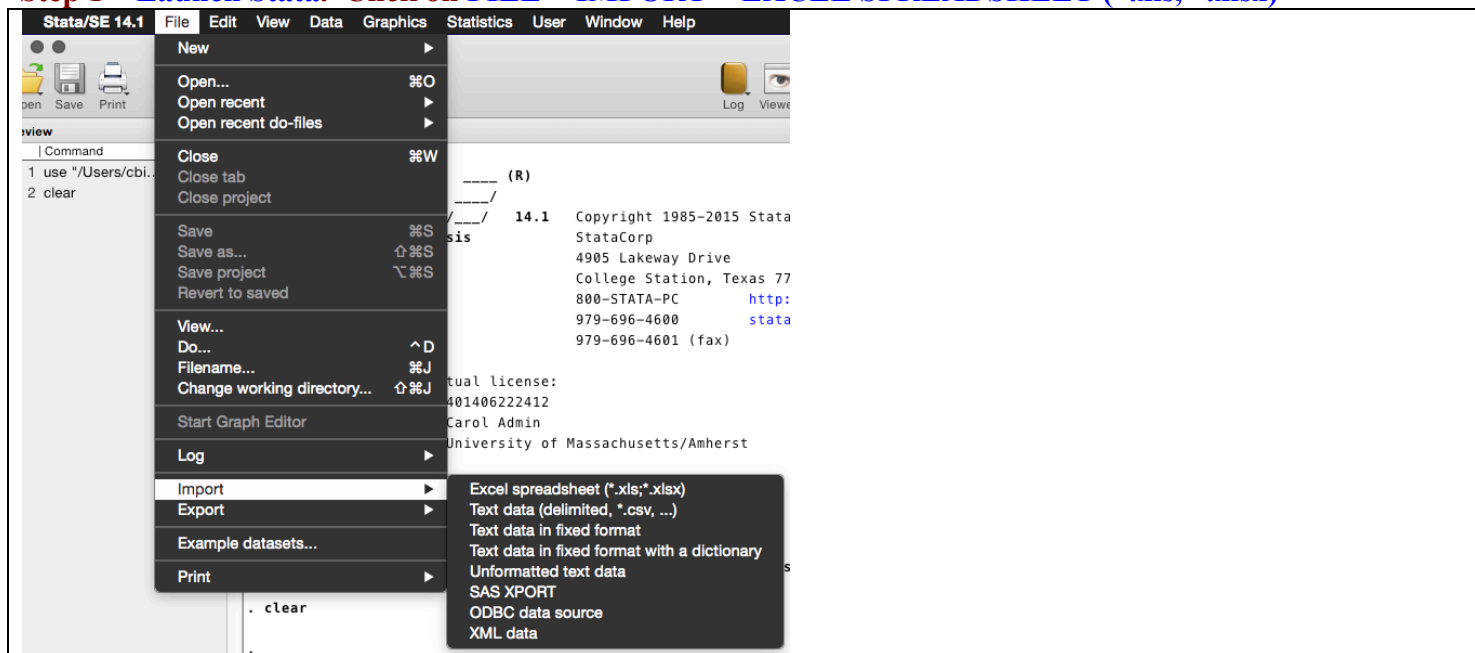 Stata/SE 14.1 File Edit View Data Graphics Statistics User Window Help
New
Open... ⌘O
Save Print
Log
Open recent
Open recent do-files
Command
Close ⌘W
1 use "/Users/cbi..
Close tab
____ (R)
2 clear
Close project
____/
/___/ 14.1 Copyright 1985-2015 Stata
Save ⌘S
sis StataCorp
Save as... ⇧⌘S
4905 Lakeway Drive
Save project ⌥⌘S
College Station, Texas 77
Revert to saved
800-STATA-PC http:
View...
979-696-4600 stata
Do... ^D
979-696-4601 (fax)
Filename... ⌘J
Change working directory... ⇧⌘J
tual license:
401406222412
Start Graph Editor
Carol Admin
University of Massachusetts/Amherst
Log
Import
Export
Example datasets...
Print
Excel spreadsheet (*.xls;*.xlsx)
Text data (delimited, *.csv, ...)
Text data in fixed format
Text data in fixed format with a dictionary
Unformatted text data
SAS XPORT
ODBC data source
XML data
. clear
.